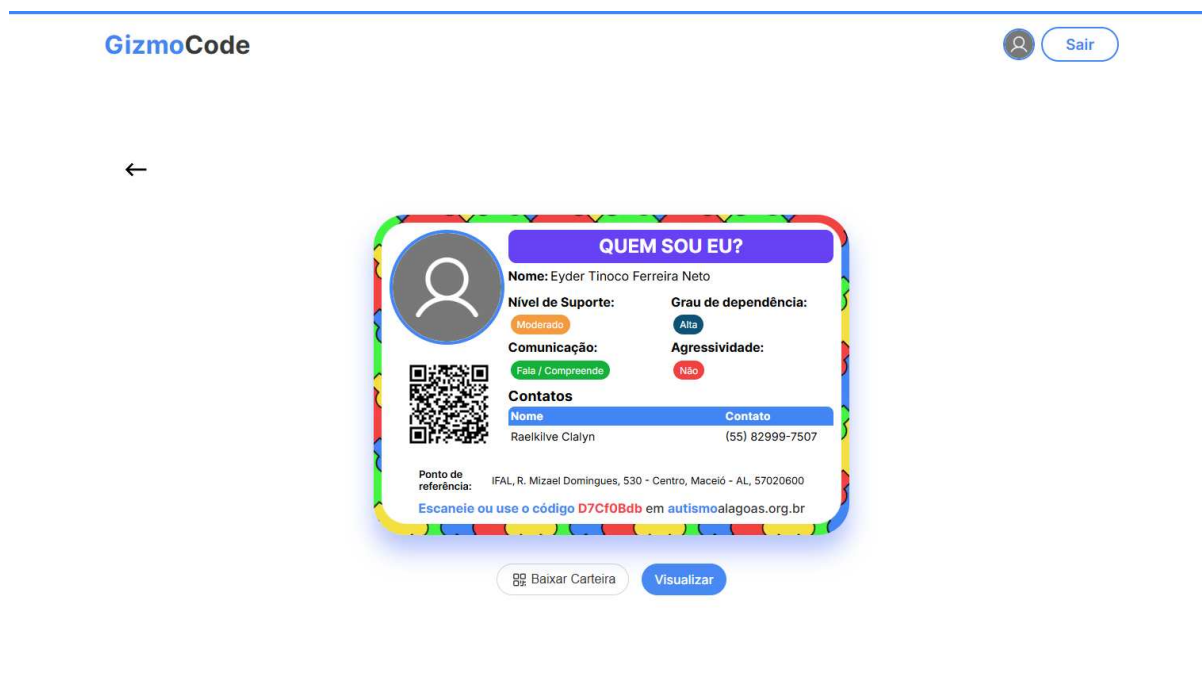 GizmoCode
Sair
QUEM SOU EU?
Nome: Eyder Tinoco Ferreira Neto
Nível de Suporte: Grau de dependência:
Moderado Alta
Comunicação: Agressividade:
Fala / Compreende Não
Contatos
Nome Contato
Raelkilve Clalyn (55) 82999-7507
Ponto de referência: IFAL, R. Mizael Domingues, 530 - Centro, Maceió - AL, 57020600
Escaneie ou use o código D7Cf0Bdb em autismoalagoas.org.br
Baixar Carteira Visualizar